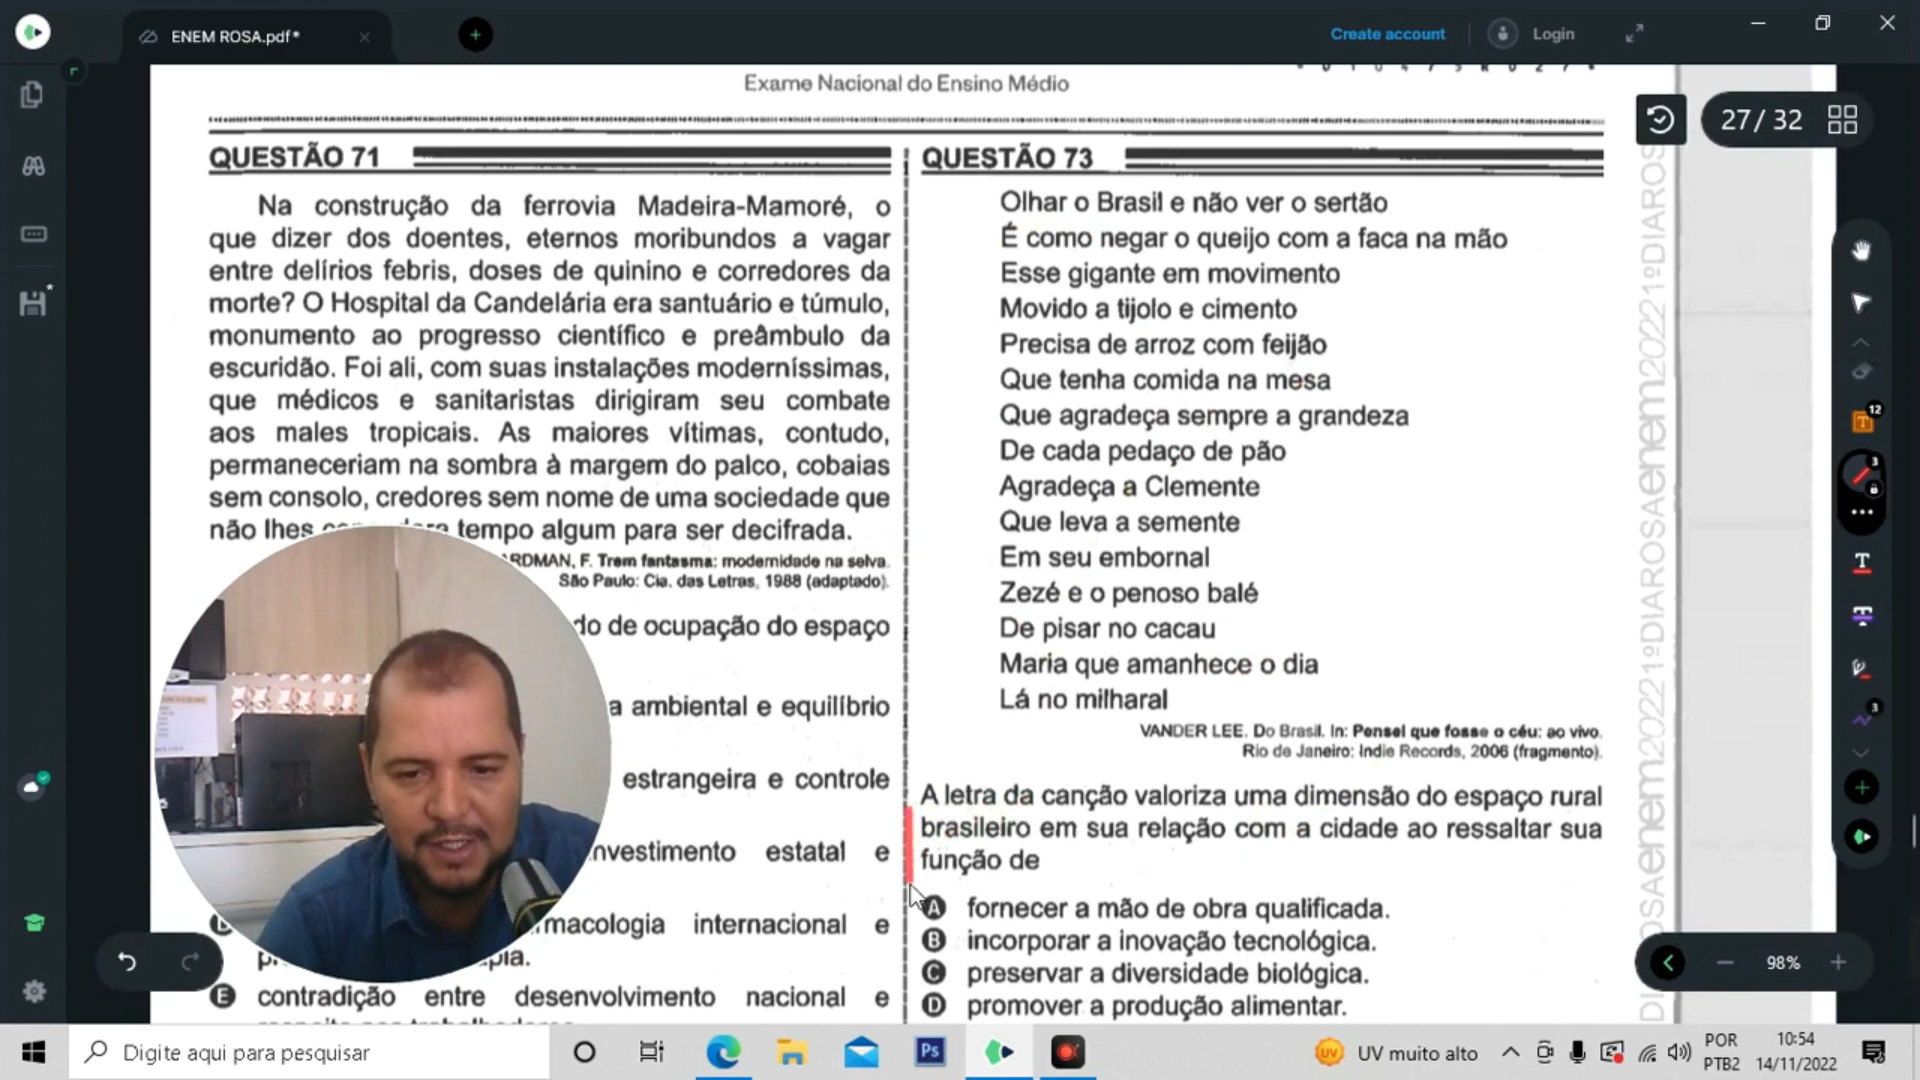 ENEM ROSA.pdf*
Create account
Login
Exame Nacional do Ensino Médio
27/ 32
QUESTÃO 71
Na construção da ferrovia Madeira-Mamoré, o
que dizer dos doentes, eternos moribundos a vagar
entre delírios febris, doses de quinino e corredores da
morte? O Hospital da Candelária era santuário e túmulo,
monumento ao progresso científico e preâmbulo da
escuridão. Foi ali, com suas instalações moderníssimas,
que médicos e sanitaristas dirigiram seu combate
aos males tropicais. As maiores vítimas, contudo,
permaneceriam na sombra à margem do palco, cobaias
sem consolo, credores sem nome de uma sociedade que
não lhes tempo algum para ser decifrada.
ARDMAN, F. Trem fantasma: modernidade na selva.
São Paulo: Cia. das Letras, 1988 (adaptado).
do de ocupação do espaço
a ambiental e equilíbrio
estrangeira e controle
nvestimento estatal e
rmacologia internacional e
pia.
E contradição entre desenvolvimento nacional e
QUESTÃO 73
Olhar o Brasil e não ver o sertão
É como negar o queijo com a faca na mão
Esse gigante em movimento
Movido a tijolo e cimento
Precisa de arroz com feijão
Que tenha comida na mesa
Que agradeça sempre a grandeza
De cada pedaço de pão
Agradeça a Clemente
Que leva a semente
Em seu embornal
Zezé e o penoso balé
De pisar no cacau
Maria que amanhece o dia
Lá no milharal
VANDER LEE. Do Brasil. In: Pensei que fosse o céu: ao vivo.
Rio de Janeiro: Indie Records, 2006 (fragmento).
A letra da canção valoriza uma dimensão do espaço rural
brasileiro em sua relação com a cidade ao ressaltar sua
função de
A fornecer a mão de obra qualificada.
B incorporar a inovação tecnológica.
C preservar a diversidade biológica.
D promover a produção alimentar.
enem20221ºDIAROSA
12
3
T
3
98%
Digite aqui para pesquisar
Ps
UV
UV muito alto
POR
PTB2
10:54
14/11/2022